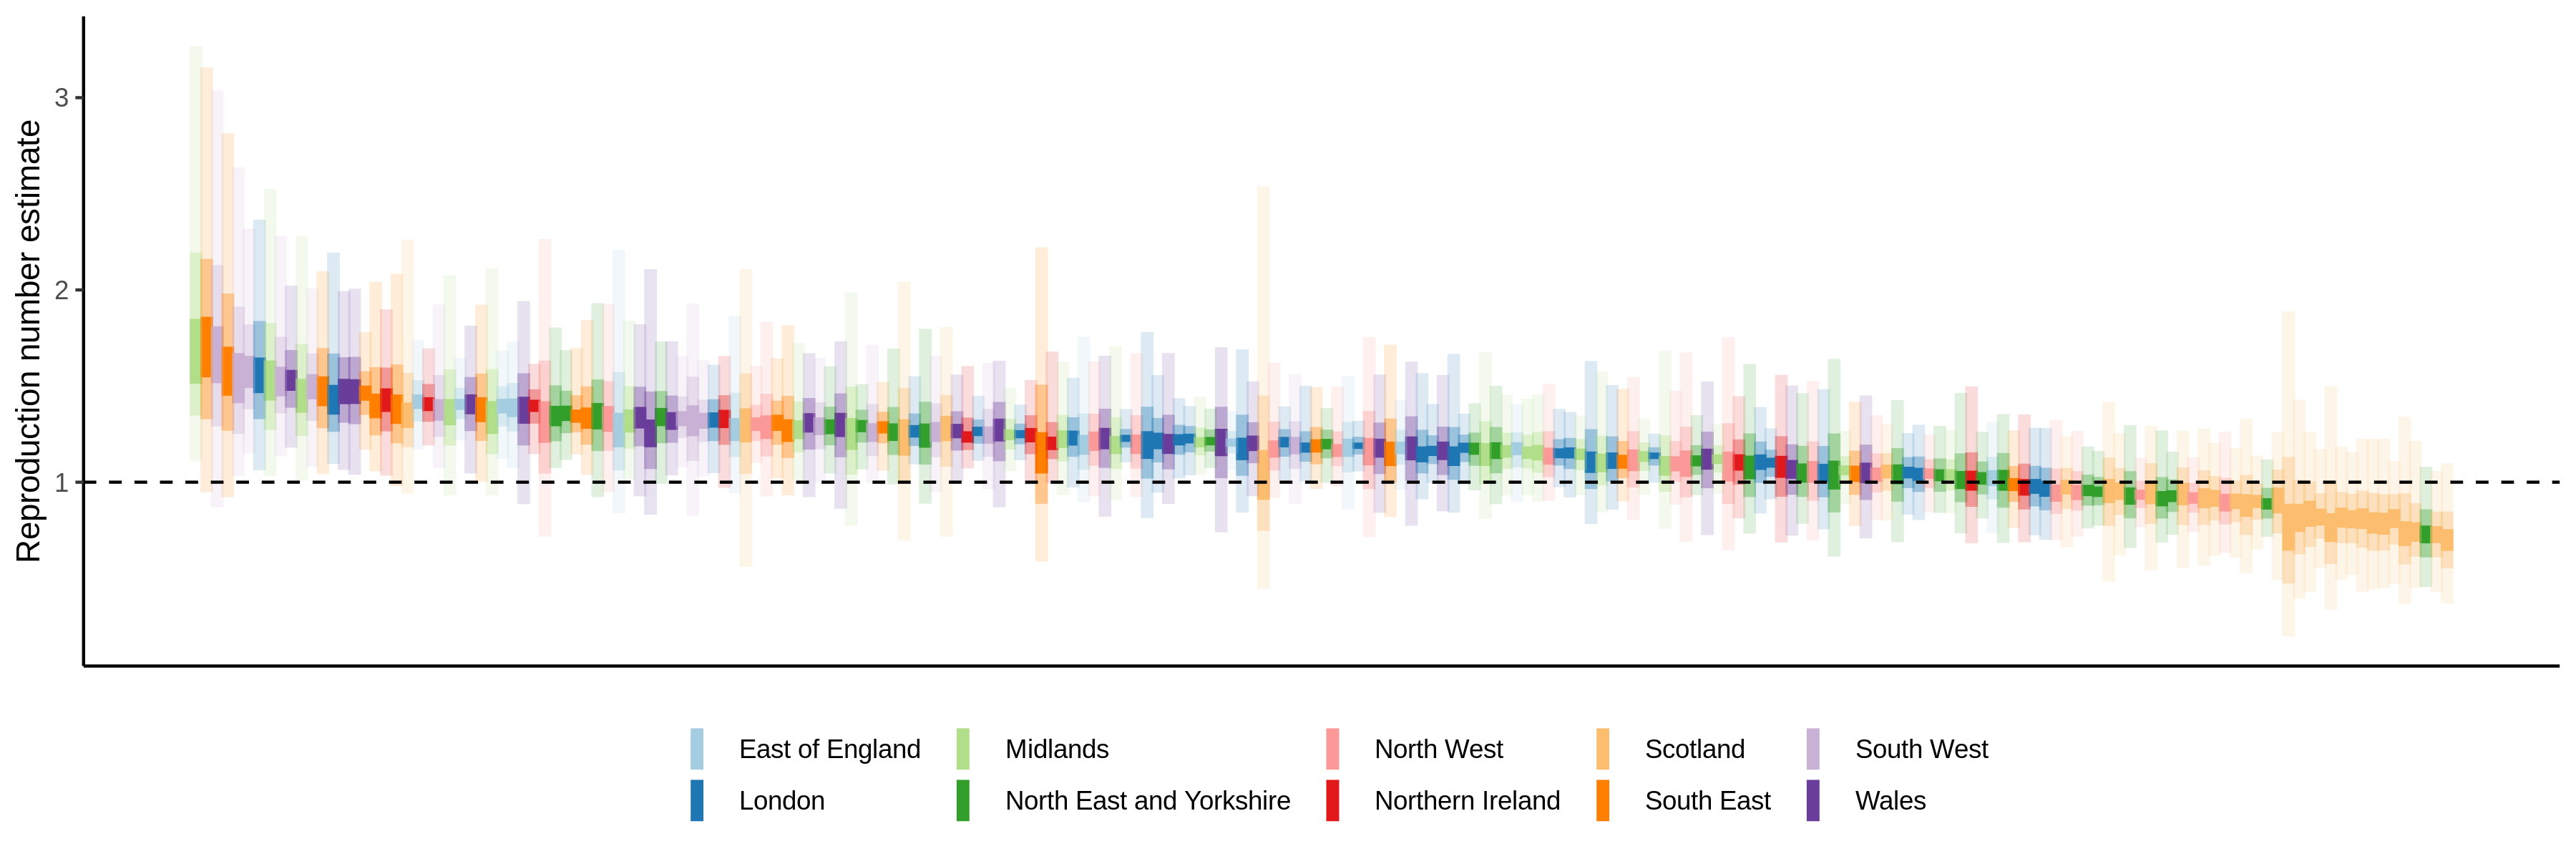 Reproduction number estimate
3
2
1
East of England
Midlands
North West
Scotland
South West
London
North East and Yorkshire
Northern Ireland
South East
Wales